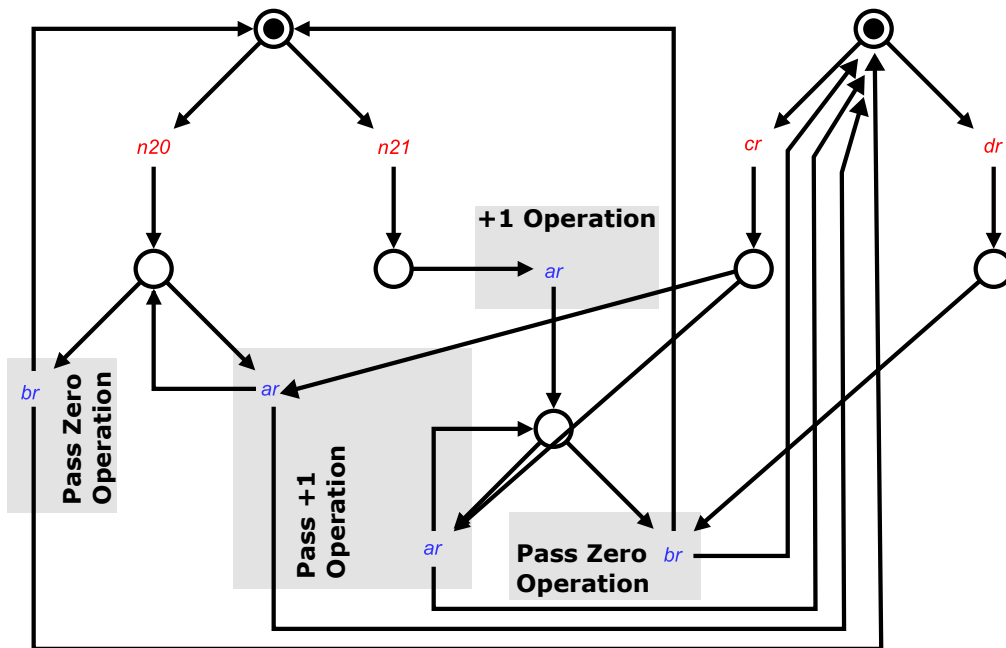 n20
n21
cr
dr
+1 Operation
ar
br
Pass Zero
Operation
ar
Pass +1
Operation
ar
Pass Zero
Operation
br